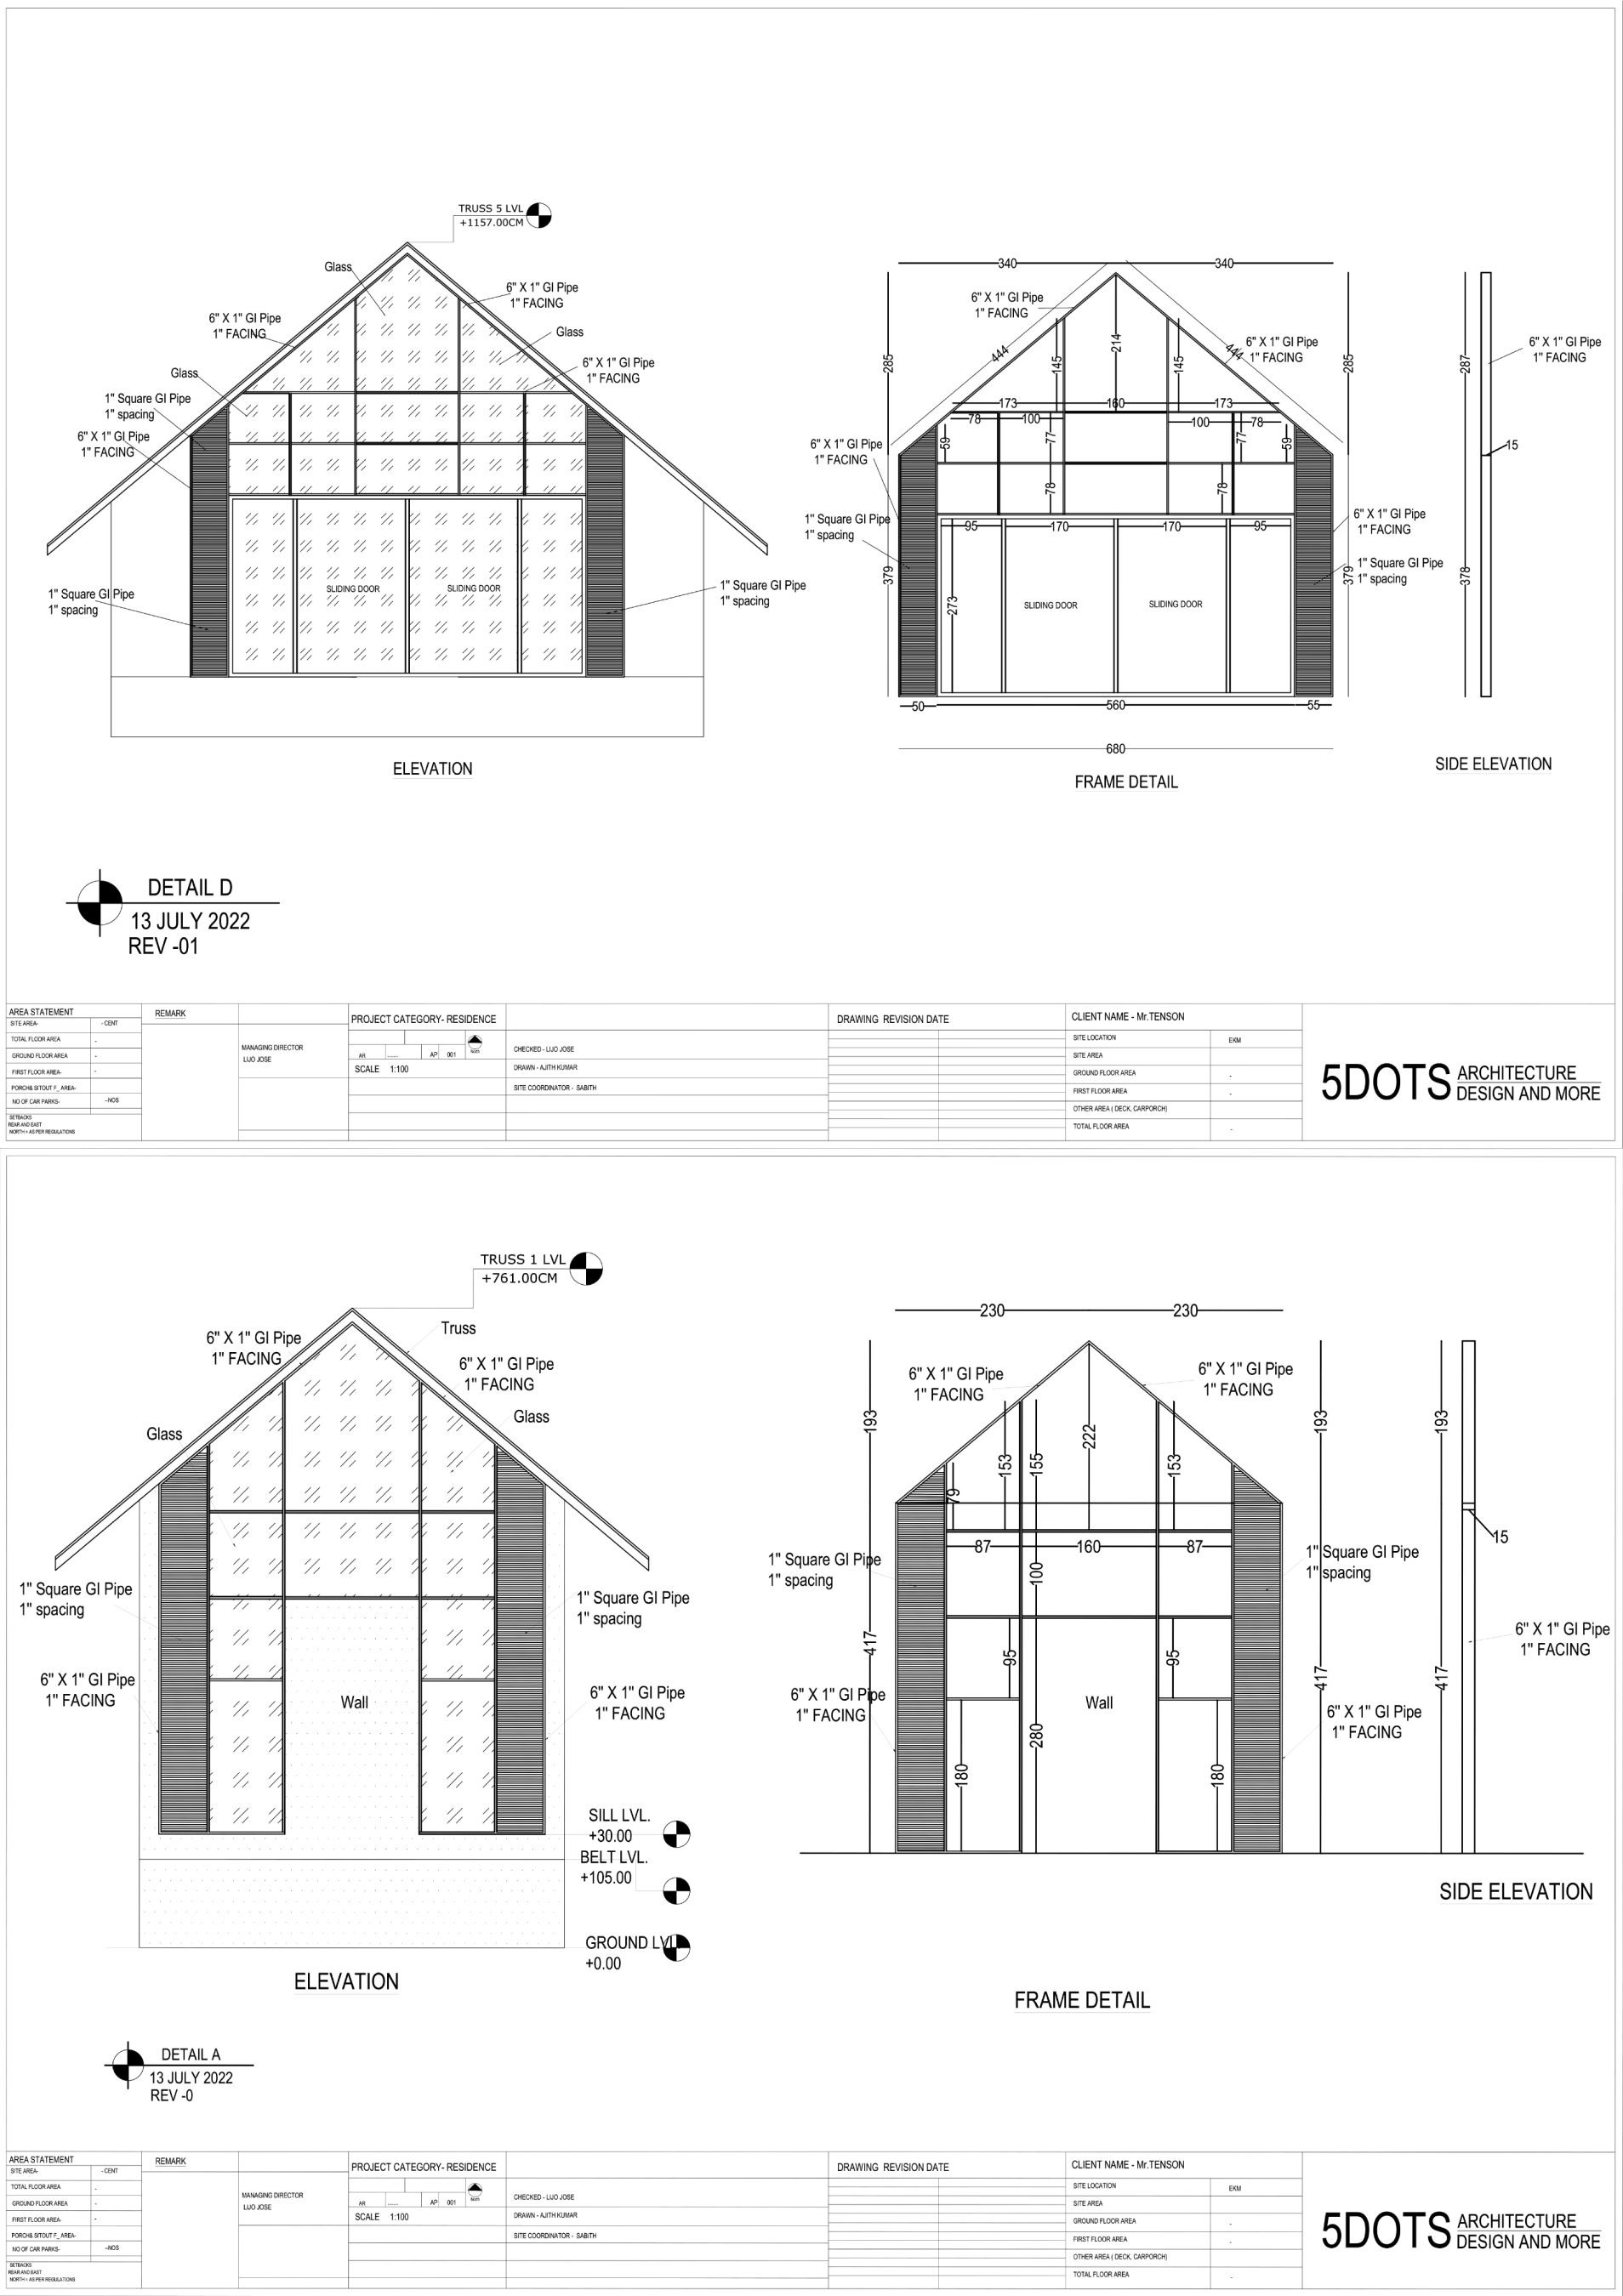 TRUSS 5 LVL
+1157.00CM
Glass
6" X 1" GI Pipe
1" FACING
6" X 1" GI Pipe
1" FACING
Glass
6" X 1" GI Pipe
1" FACING
Glass
1" Square GI Pipe
1" spacing
6" X 1" GI Pipe
1" FACING
1" Square GI Pipe
1" spacing
SLIDING DOOR
SLIDING DOOR
1" Square GI Pipe
1" spacing
ELEVATION
340
340
6" X 1" GI Pipe
1" FACING
444
444
6" X 1" GI Pipe
1" FACING
285
145
214
145
285
173
160
173
78
100
100
78
59
77
77
59
6" X 1" GI Pipe
1" FACING
78
78
1" Square GI Pipe
1" spacing
6" X 1" GI Pipe
1" FACING
95
170
170
95
1" Square GI Pipe
1" spacing
379
273
379
SLIDING DOOR
SLIDING DOOR
50
560
55
680
FRAME DETAIL
287
6" X 1" GI Pipe
1" FACING
15
378
SIDE ELEVATION
DETAIL D
13 JULY 2022
REV -01
AREA STATEMENT
SITE AREA-
- CENT
TOTAL FLOOR AREA
-
GROUND FLOOR AREA
-
FIRST FLOOR AREA-
-
PORCH& SITOUT F_ AREA-
NO OF CAR PARKS-
--NOS
SETBACKS
REAR AND EAST
NORTH = AS PER REGULATIONS
REMARK
MANAGING DIRECTOR
LIJO JOSE
PROJECT CATEGORY- RESIDENCE
AR
......
AP
001
SCALE 1:100
CHECKED - LIJO JOSE
DRAWN - AJITH KUMAR
SITE COORDINATOR - SABITH
DRAWING REVISION DATE
CLIENT NAME - Mr.TENSON
SITE LOCATION
EKM
SITE AREA
GROUND FLOOR AREA
-
FIRST FLOOR AREA
-
OTHER AREA ( DECK, CARPORCH)
TOTAL FLOOR AREA
-
5DOTS ARCHITECTURE
DESIGN AND MORE
TRUSS 1 LVL
+761.00CM
Truss
6" X 1" GI Pipe
1" FACING
6" X 1" GI Pipe
1" FACING
Glass
Glass
1" Square GI Pipe
1" spacing
1" Square GI Pipe
1" spacing
6" X 1" GI Pipe
1" FACING
Wall
6" X 1" GI Pipe
1" FACING
SILL LVL.
+30.00
BELT LVL.
+105.00
GROUND LVL
+0.00
ELEVATION
230
230
6" X 1" GI Pipe
1" FACING
6" X 1" GI Pipe
1" FACING
193
153
155
222
153
193
79
87
160
87
1" Square GI Pipe
1" spacing
100
1" Square GI Pipe
1" spacing
417
95
95
417
6" X 1" GI Pipe
1" FACING
Wall
6" X 1" GI Pipe
1" FACING
280
180
180
FRAME DETAIL
193
15
6" X 1" GI Pipe
1" FACING
417
SIDE ELEVATION
DETAIL A
13 JULY 2022
REV -0
AREA STATEMENT
SITE AREA-
- CENT
TOTAL FLOOR AREA
-
GROUND FLOOR AREA
-
FIRST FLOOR AREA-
-
PORCH& SITOUT F_ AREA-
NO OF CAR PARKS-
--NOS
SETBACKS
REAR AND EAST
NORTH = AS PER REGULATIONS
REMARK
MANAGING DIRECTOR
LIJO JOSE
PROJECT CATEGORY- RESIDENCE
AR
......
AP
001
SCALE 1:100
CHECKED - LIJO JOSE
DRAWN - AJITH KUMAR
SITE COORDINATOR - SABITH
DRAWING REVISION DATE
CLIENT NAME - Mr.TENSON
SITE LOCATION
EKM
SITE AREA
GROUND FLOOR AREA
-
FIRST FLOOR AREA
-
OTHER AREA ( DECK, CARPORCH)
TOTAL FLOOR AREA
-
5DOTS ARCHITECTURE
DESIGN AND MORE